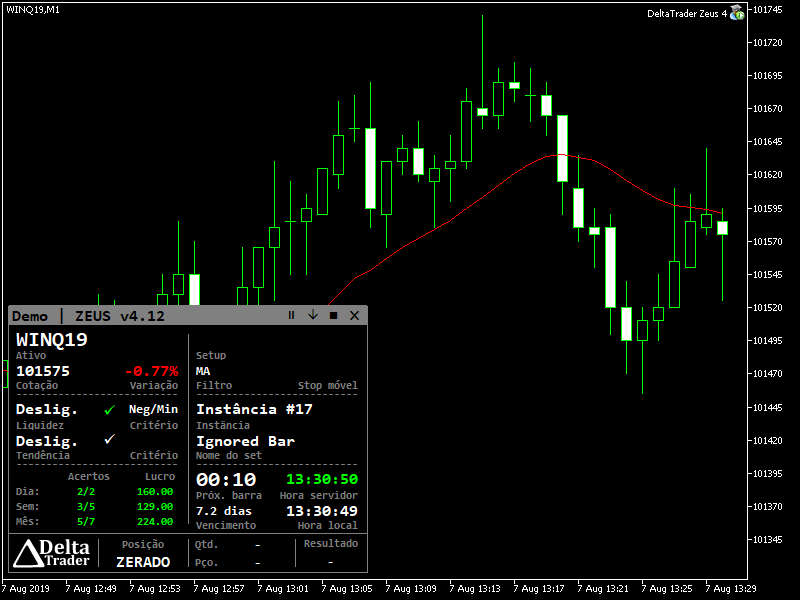 WINQ19,M1
DeltaTrader Zeus 4
101745
101720
101695
101670
101645
101620
101595
101570
101545
101520
101495
101470
101445
101420
101395
101370
101345
Demo | ZEUS v4.12
WINQ19
Ativo
Setup
101575 -0.77% MA
Cotação Variação Filtro Stop móvel
Deslig. ✓ Neg/Min Instância #17
Liquidez Critério Instância
Deslig. ✓ Ignored Bar
Tendência Critério Nome do set
Acertos Lucro
Dia: 2/2 160.00
Sem: 3/5 129.00
Mês: 5/7 224.00
00:10 13:30:50
Próx. barra Hora servidor
7.2 dias 13:30:49
Vencimento Hora local
Delta
Trader
Posição
ZERADO
Qtd. -
Pço. -
Resultado
-
7 Aug 2019 7 Aug 12:49 7 Aug 12:53 7 Aug 12:57 7 Aug 13:01 7 Aug 13:05 7 Aug 13:09 7 Aug 13:13 7 Aug 13:17 7 Aug 13:21 7 Aug 13:25 7 Aug 13:29